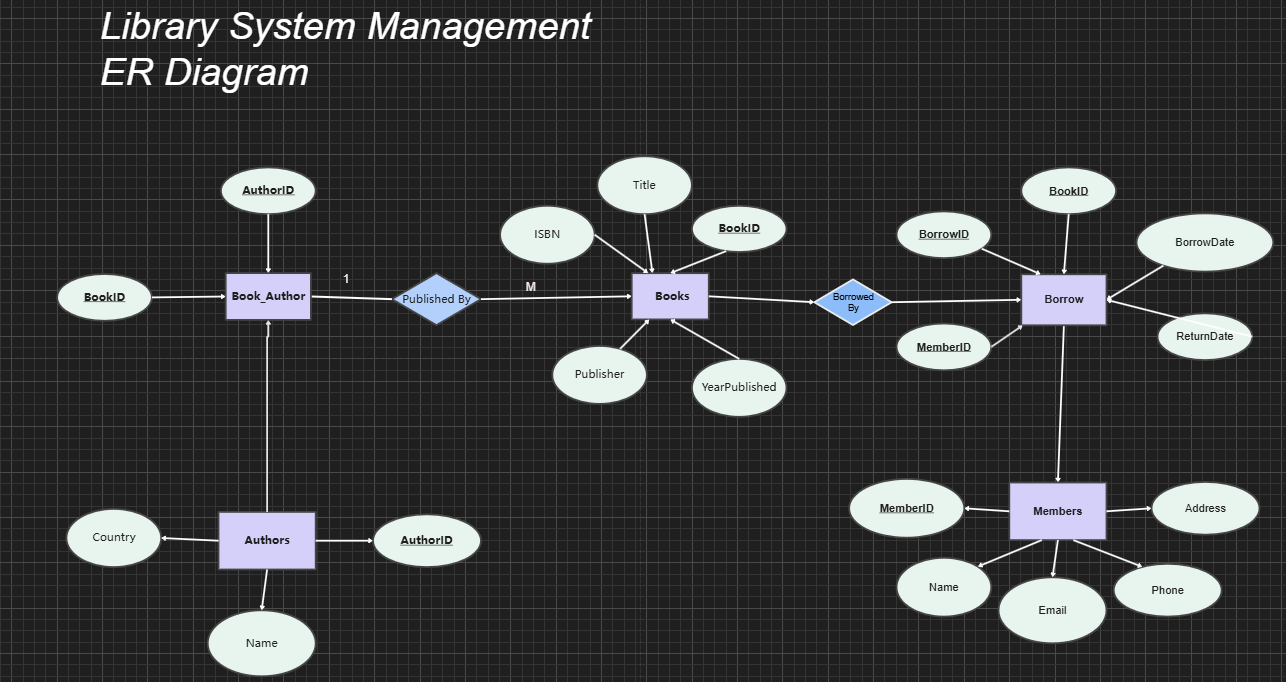 Library System Management
ER Diagram
AuthorID
BookID
Book_Author
1
Published By
M
Title
ISBN
BookID
Books
Publisher
YearPublished
Borrowed
By
BookID
BorrowID
BorrowDate
Borrow
MemberID
ReturnDate
Country
Authors
AuthorID
Name
MemberID
Members
Address
Name
Email
Phone